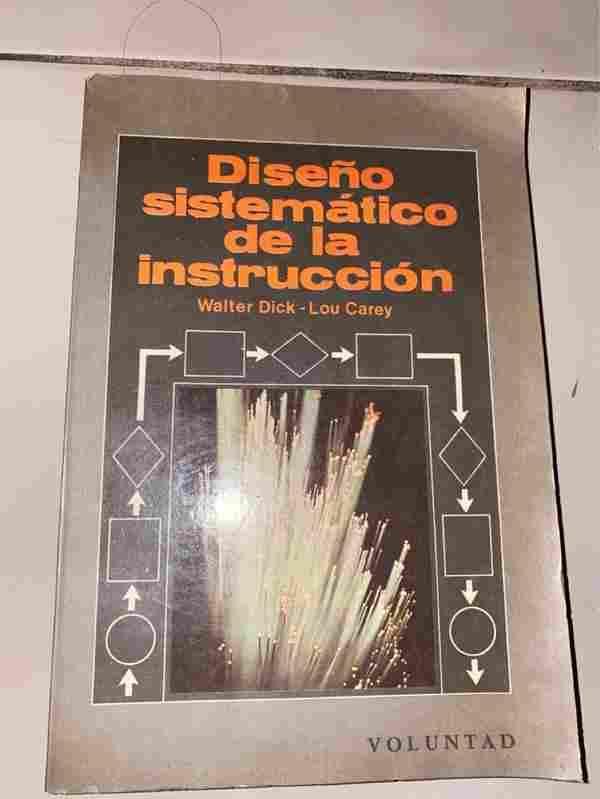 Diseño
sistemático
de la
instrucción
Walter Dick - Lou Carey
VOLUNTAD